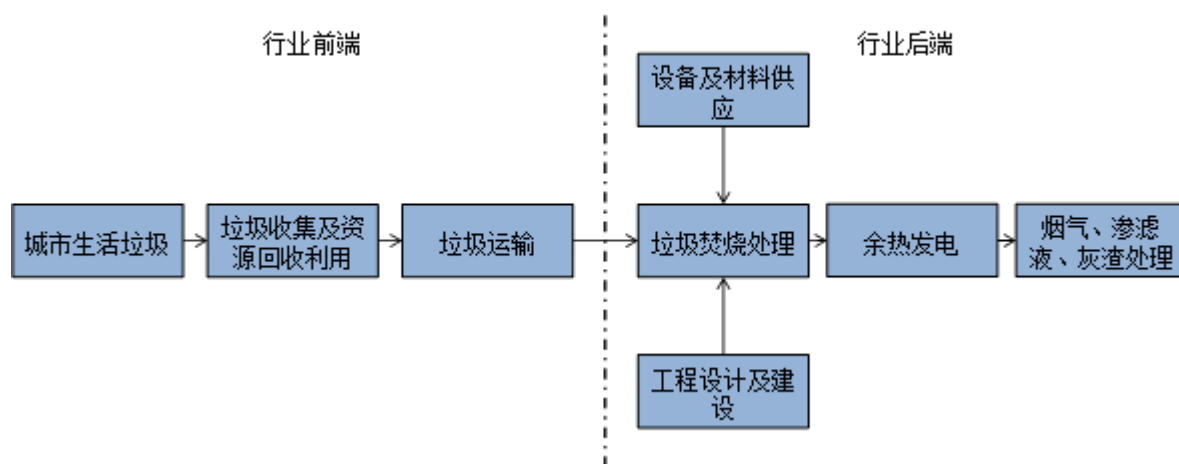 行业前端
行业后端
设备及材料供
应
城市生活垃圾
垃圾收集及资
源回收利用
垃圾运输
垃圾焚烧处理
余热发电
烟气、渗滤
液、灰渣处理
工程设计及建
设